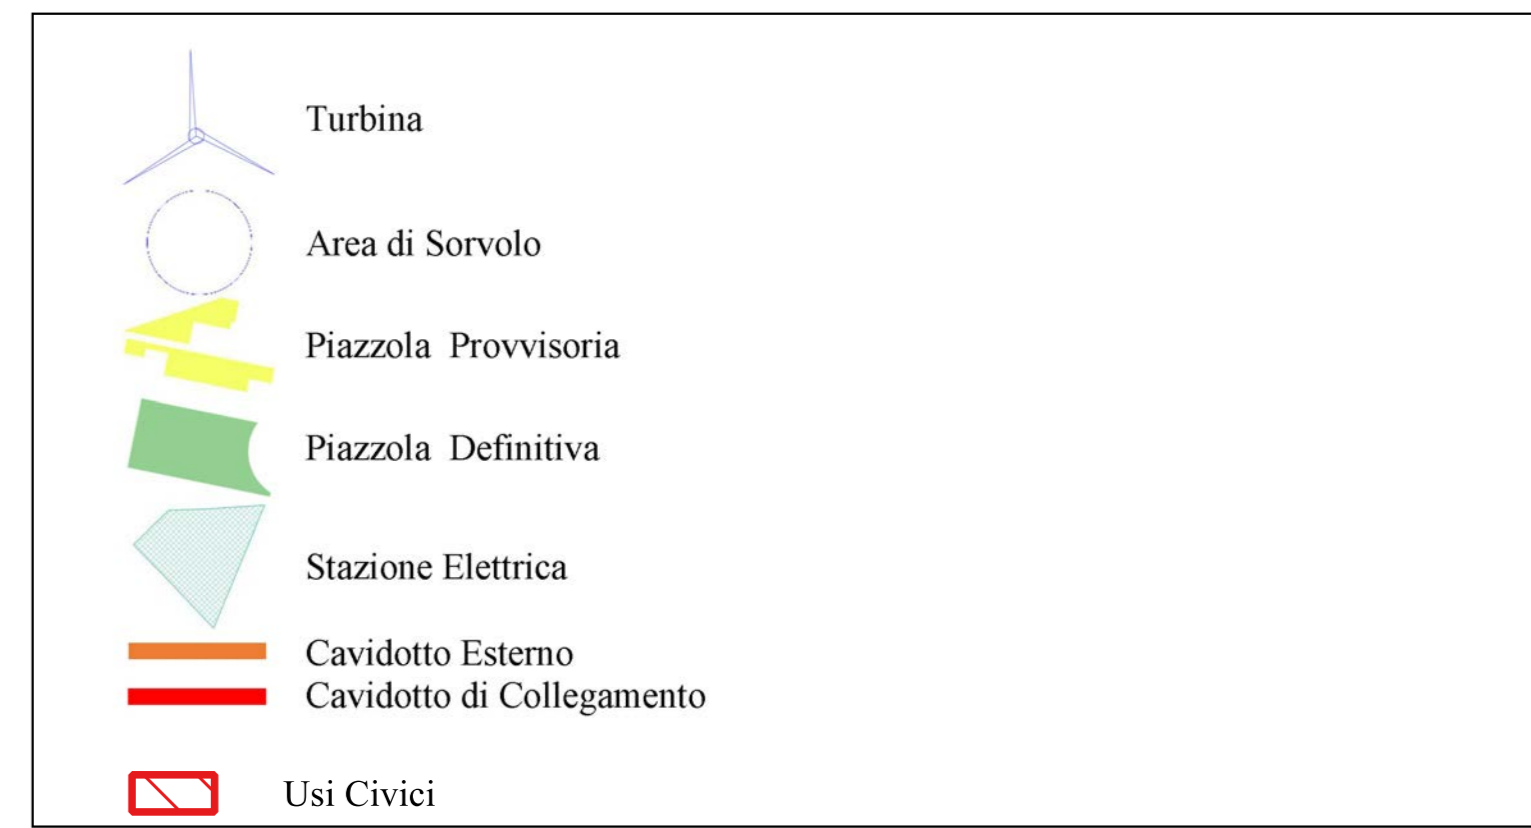 Turbina
Area di Sorvolo
Piazzola Provvisoria
Piazzola Definitiva
Stazione Elettrica
Cavidotto Esterno
Cavidotto di Collegamento
Usi Civici